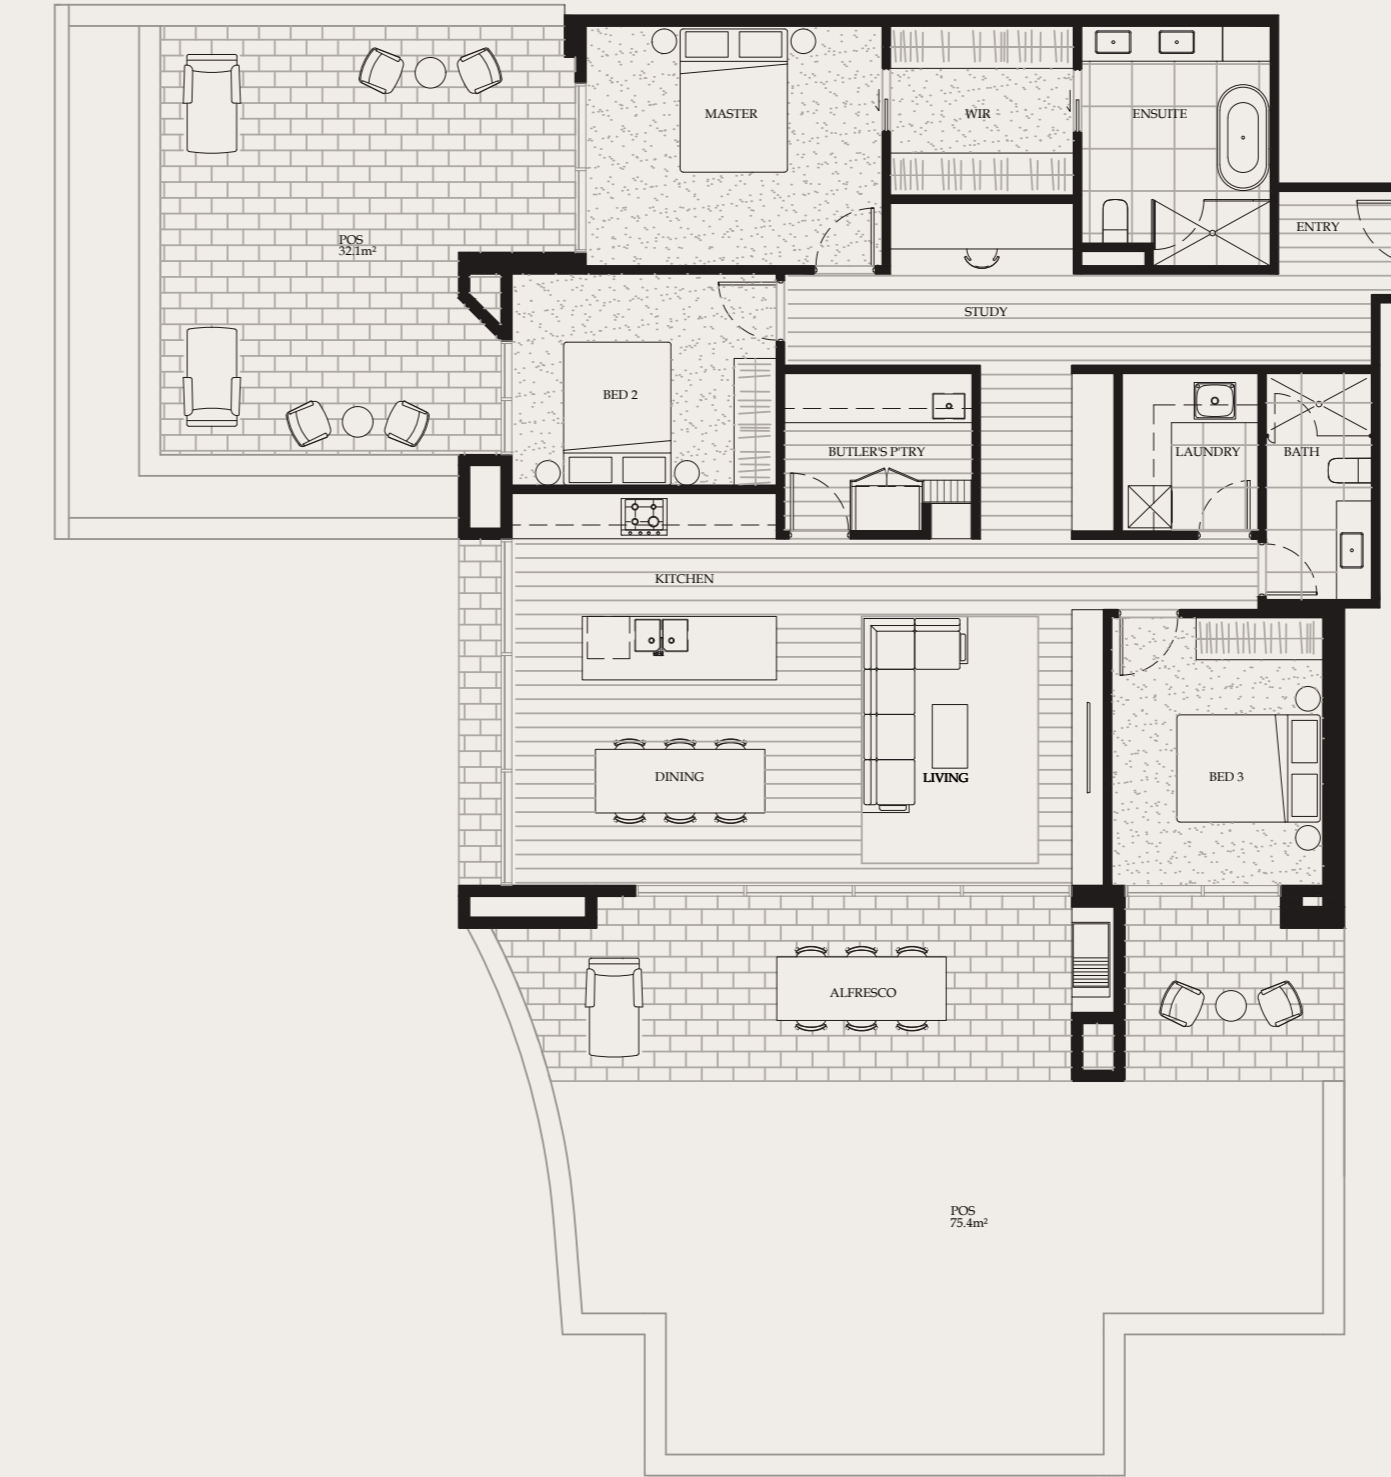 MASTER
WIR
ENSUITE
ENTRY
POS
32.1m²
STUDY
BED 2
BUTLER'S P'TRY
LAUNDRY
BATH
KITCHEN
DINING
LIVING
BED 3
ALFRESCO
POS
75.4m²